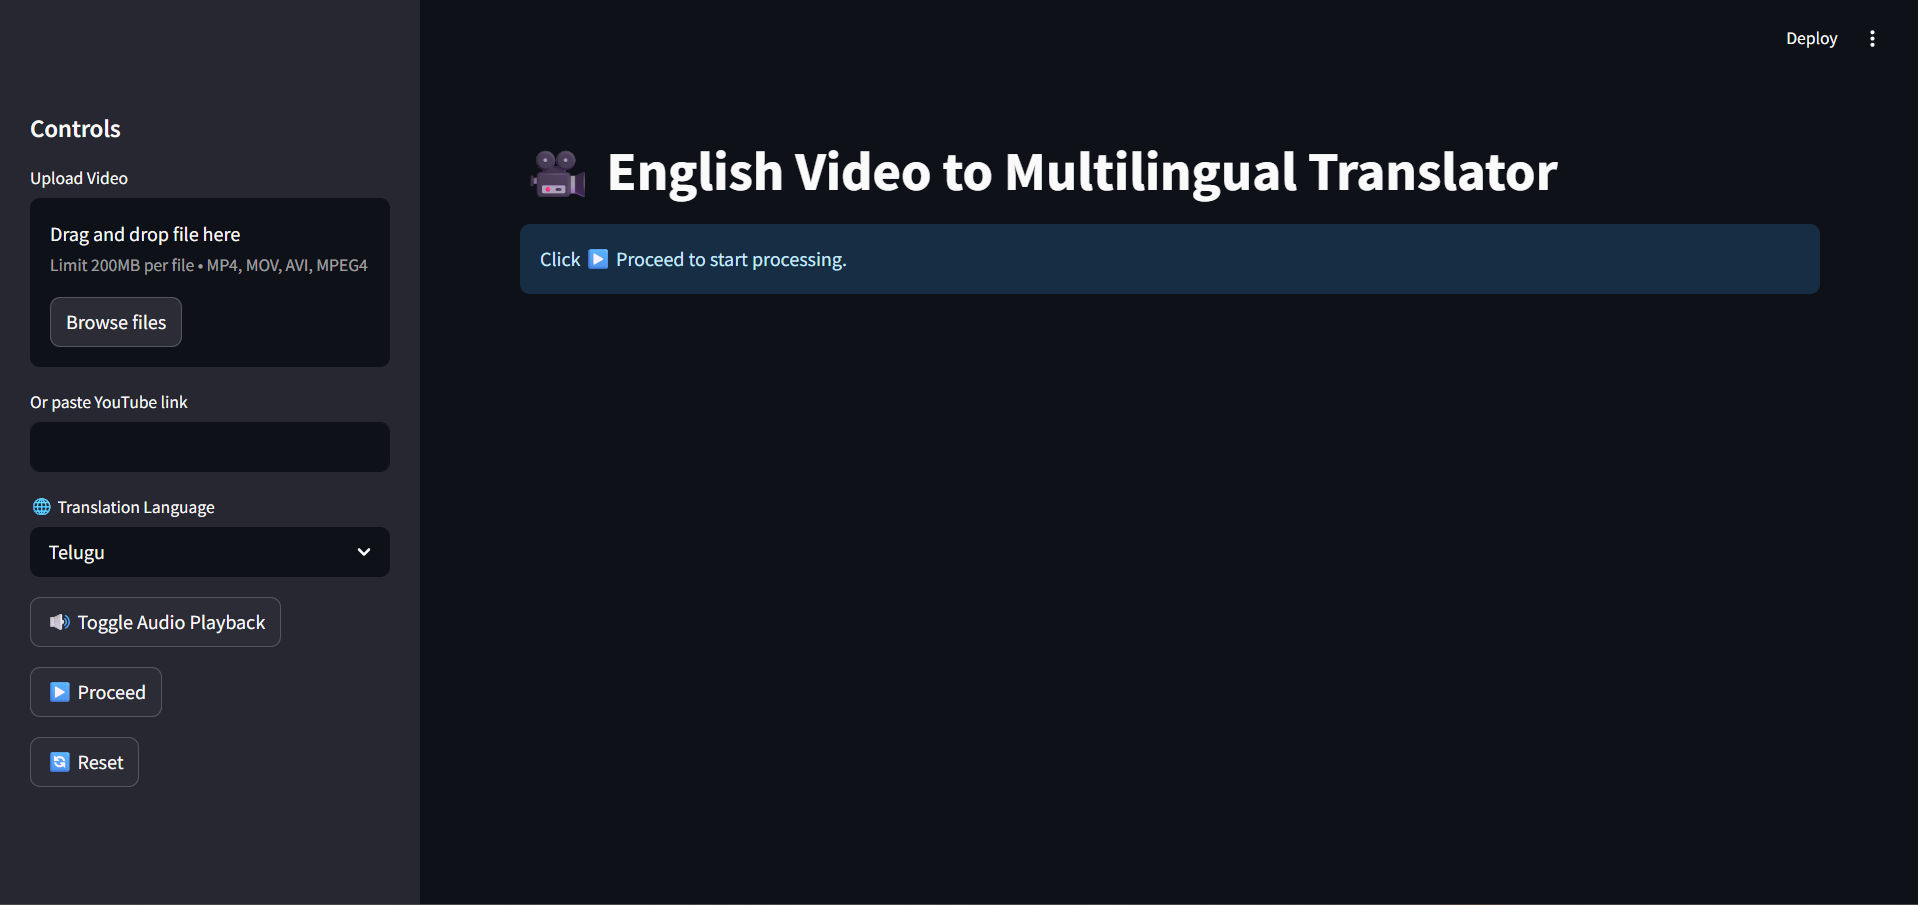 Deploy
Controls
Upload Video
Drag and drop file here
Limit 200MB per file • MP4, MOV, AVI, MPEG4
Browse files
Or paste YouTube link
🌐 Translation Language
Telugu
🔊 Toggle Audio Playback
▶️ Proceed
🔄 Reset
🎥 English Video to Multilingual Translator
Click ▶️ Proceed to start processing.